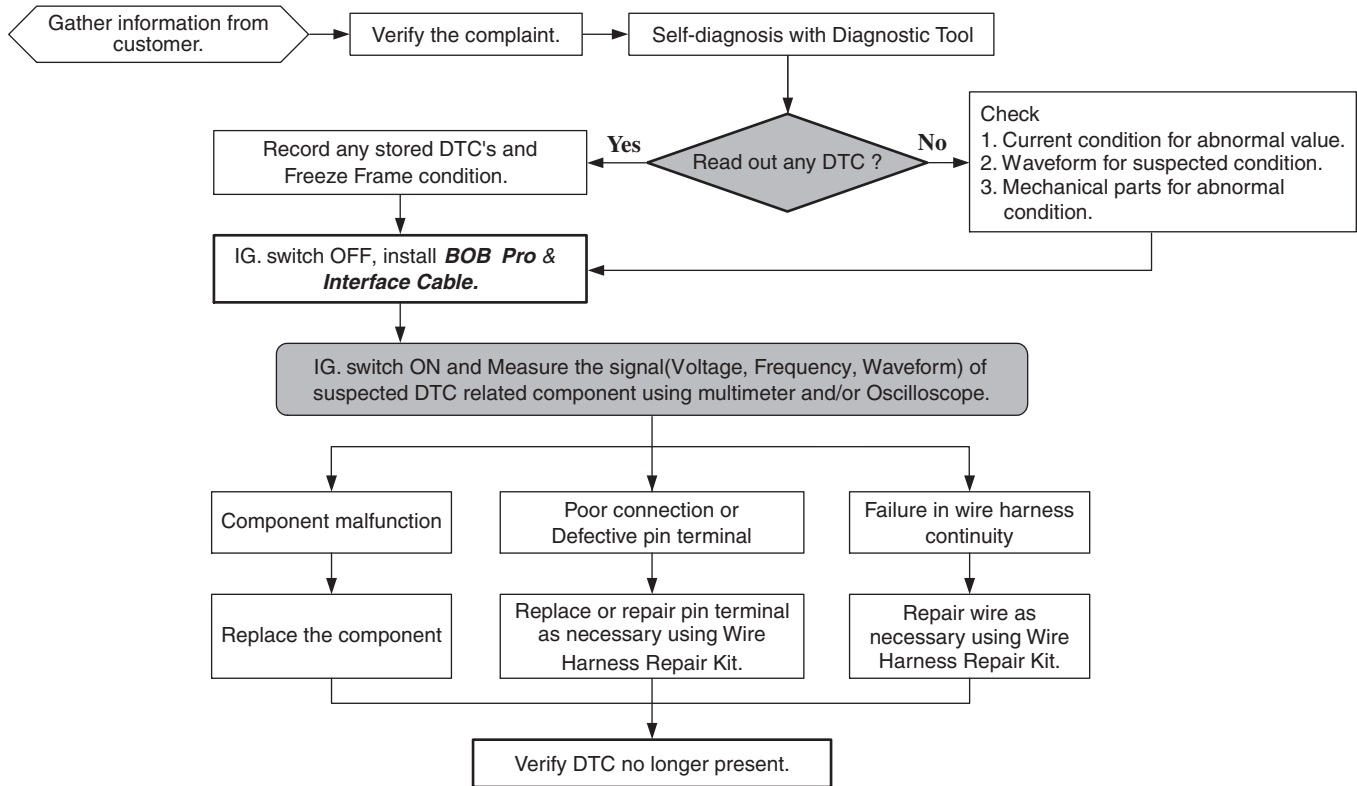 Gather information from
customer.
Verify the complaint.
Self-diagnosis with Diagnostic Tool
Read out any DTC ?
Yes
No
Record any stored DTC's and
Freeze Frame condition.
Check
1. Current condition for abnormal value.
2. Waveform for suspected condition.
3. Mechanical parts for abnormal
condition.
IG. switch OFF, install BOB Pro &
Interface Cable.
IG. switch ON and Measure the signal(Voltage, Frequency, Waveform) of
suspected DTC related component using multimeter and/or Oscilloscope.
Component malfunction
Poor connection or
Defective pin terminal
Failure in wire harness
continuity
Replace the component
Replace or repair pin terminal
as necessary using Wire
Harness Repair Kit.
Repair wire as
necessary using Wire
Harness Repair Kit.
Verify DTC no longer present.